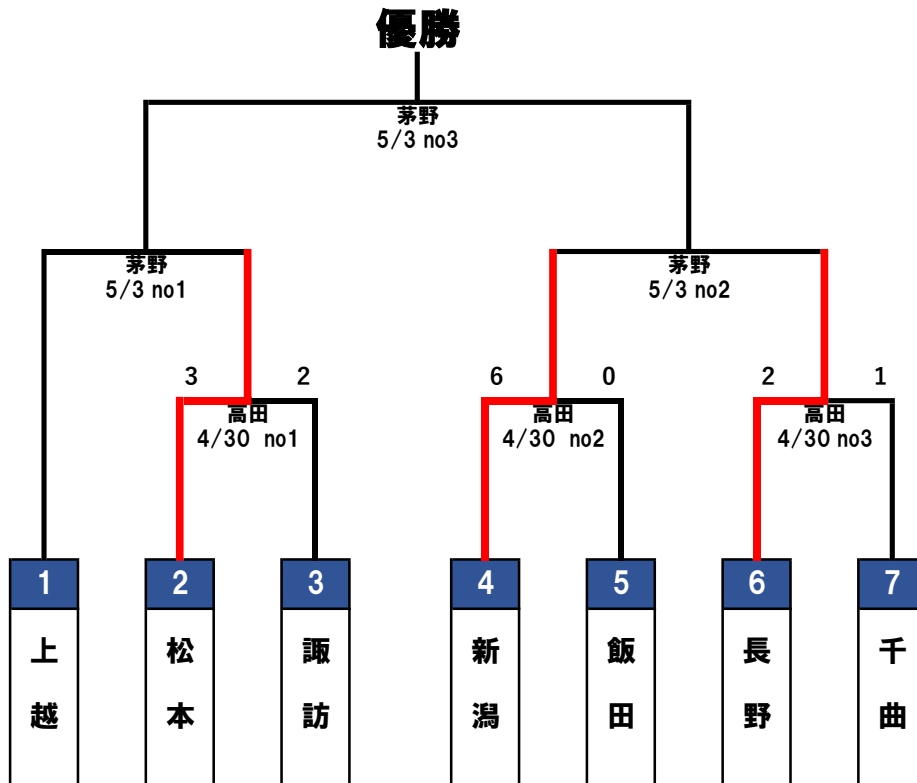 優勝
茅野
5/3 no3
茅野
5/3 no1
茅野
5/3 no2
3 2
6 0
2 1
高田
4/30 no1
高田
4/30 no2
高田
4/30 no3
1 2 3 4 5 6 7
上越
松本
諏訪
新潟
飯田
長野
千曲